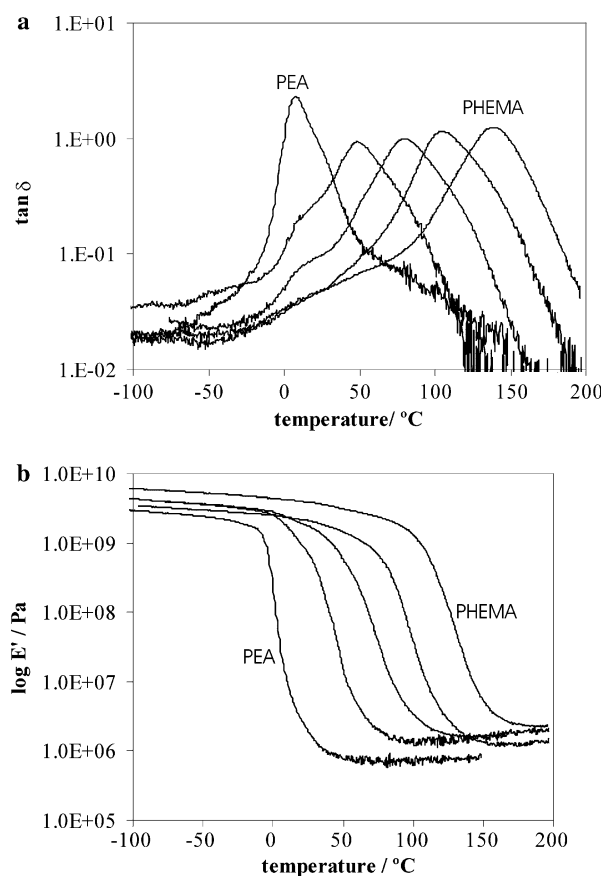 a
1.E+01
1.E+00
1.E-01
1.E-02
tan δ
PEA
PHEMA
-100 -50 0 50 100 150 200
temperature/ ºC
b
1.0E+10
1.0E+09
1.0E+08
1.0E+07
1.0E+06
1.0E+05
log E' / Pa
PHEMA
PEA
-100 -50 0 50 100 150 200
temperature / ºC